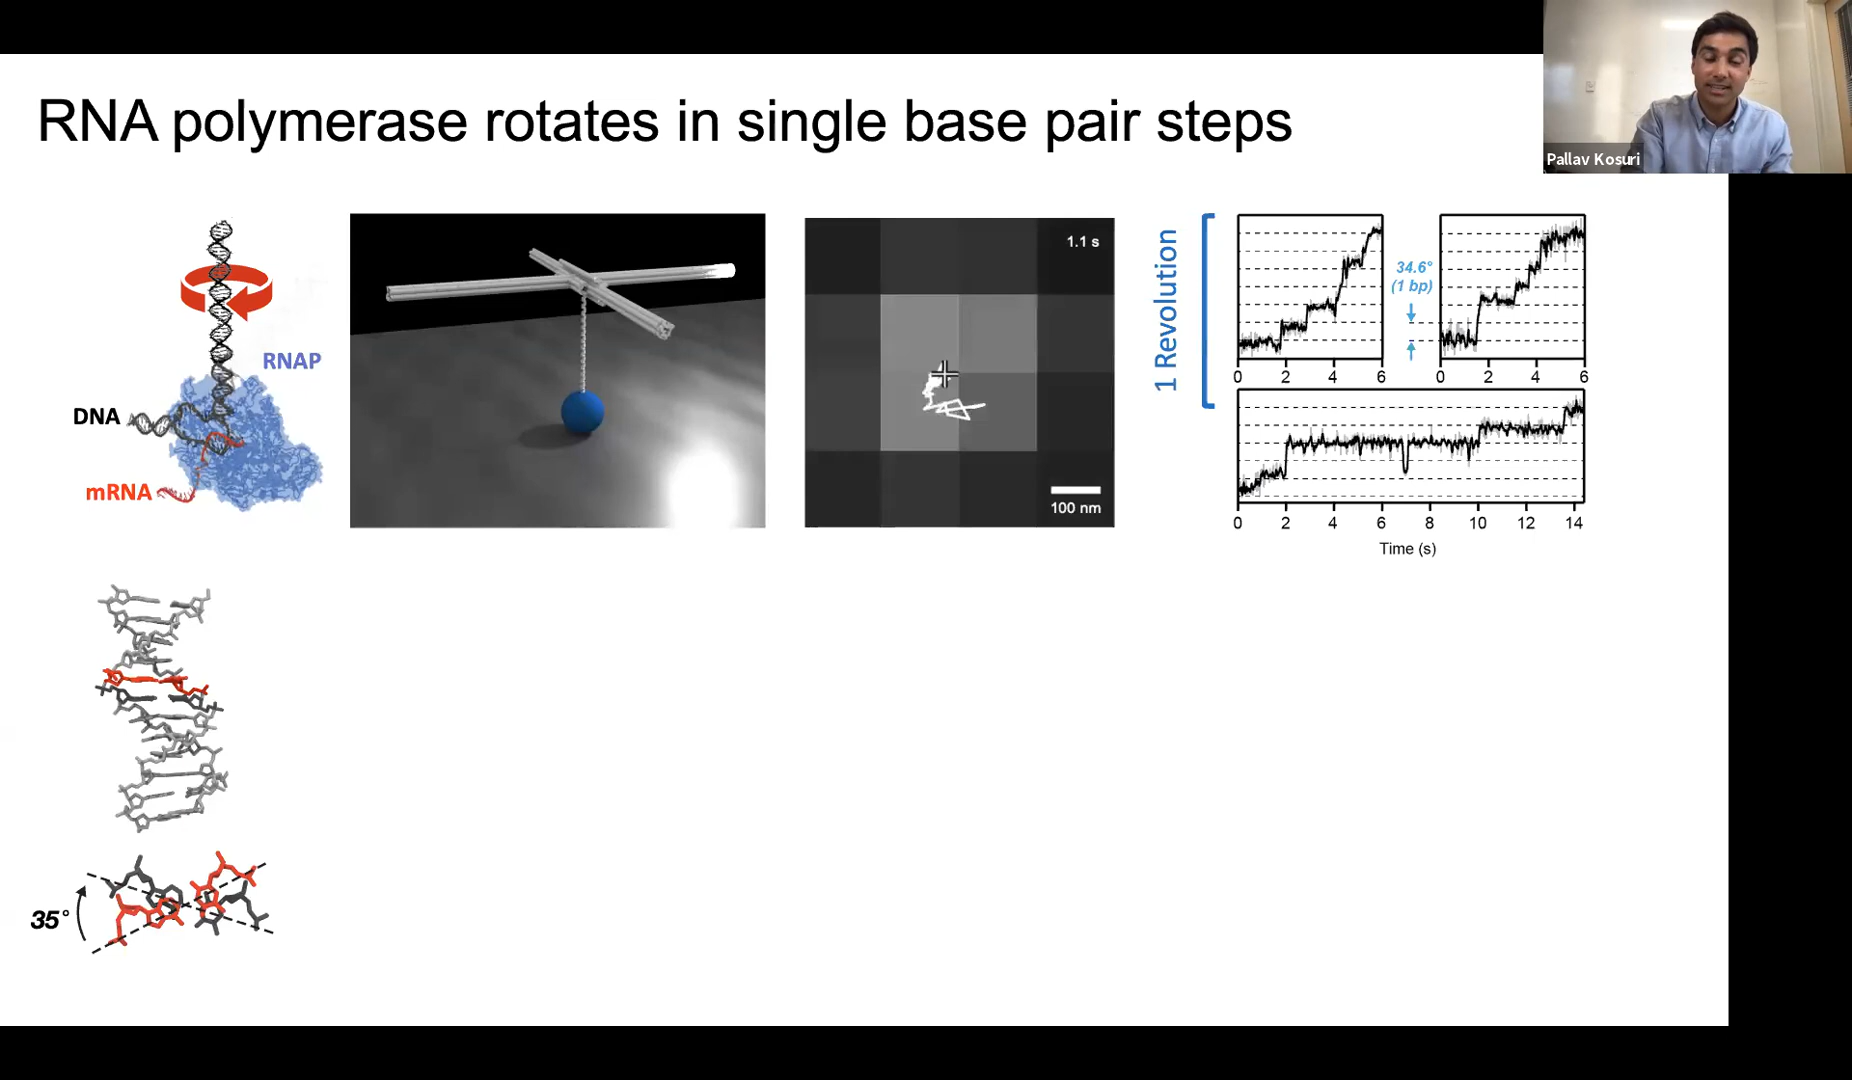 RNA polymerase rotates in single base pair steps
Pallav Kosuri
RNAP
DNA
mRNA
1.1 s
100 nm
1 Revolution
34.6°
(1 bp)
0 2 4 6
0 2 4 6
0 2 4 6 8 10 12 14
Time (s)
35°